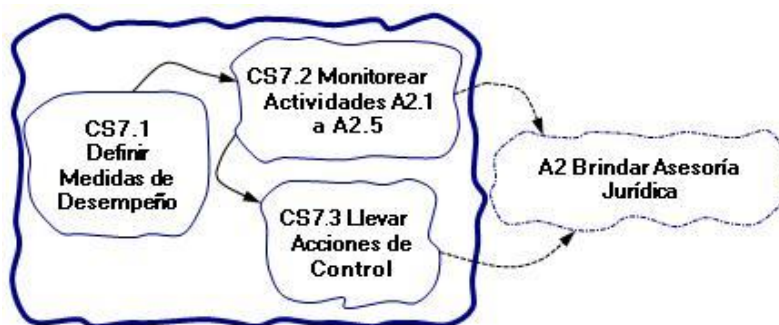 CS7.1
Definir
Medidas de
Desempeño
CS7.2 Monitorear
Actividades A2.1
a A2.5
CS7.3 Llevar
Acciones de
Control
A2 Brindar Asesoría
Jurídica